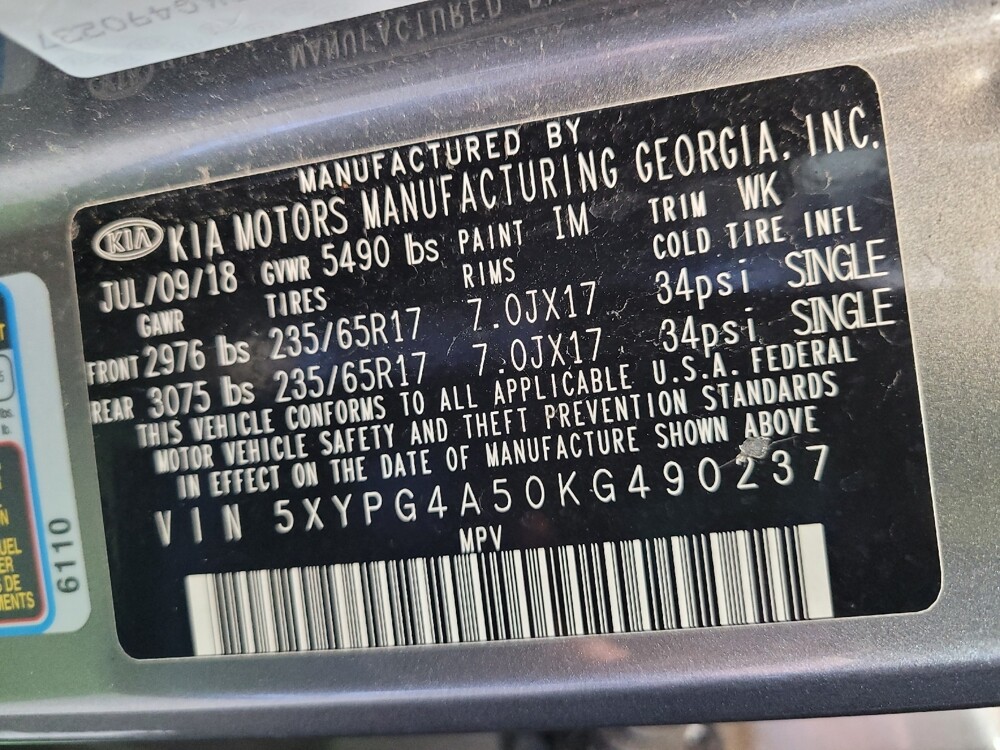 MANUFACTURED
MANUFACTURED BY
KIA KIA MOTORS MANUFACTURING GEORGIA, INC.
JUL/09/18 GVWR 5490 lbs PAINT IM TRIM WK
GAWR TIRES RIMS COLD TIRE INFL
FRONT 2976 lbs 235/65R17 7.0JX17 34psi SINGLE
REAR 3075 lbs 235/65R17 7.0JX17 34psi SINGLE
THIS VEHICLE CONFORMS TO ALL APPLICABLE U.S.A. FEDERAL
MOTOR VEHICLE SAFETY AND THEFT PREVENTION STANDARDS
IN EFFECT ON THE DATE OF MANUFACTURE SHOWN ABOVE
VIN 5XYPG4A50KG490237
MPV
6110